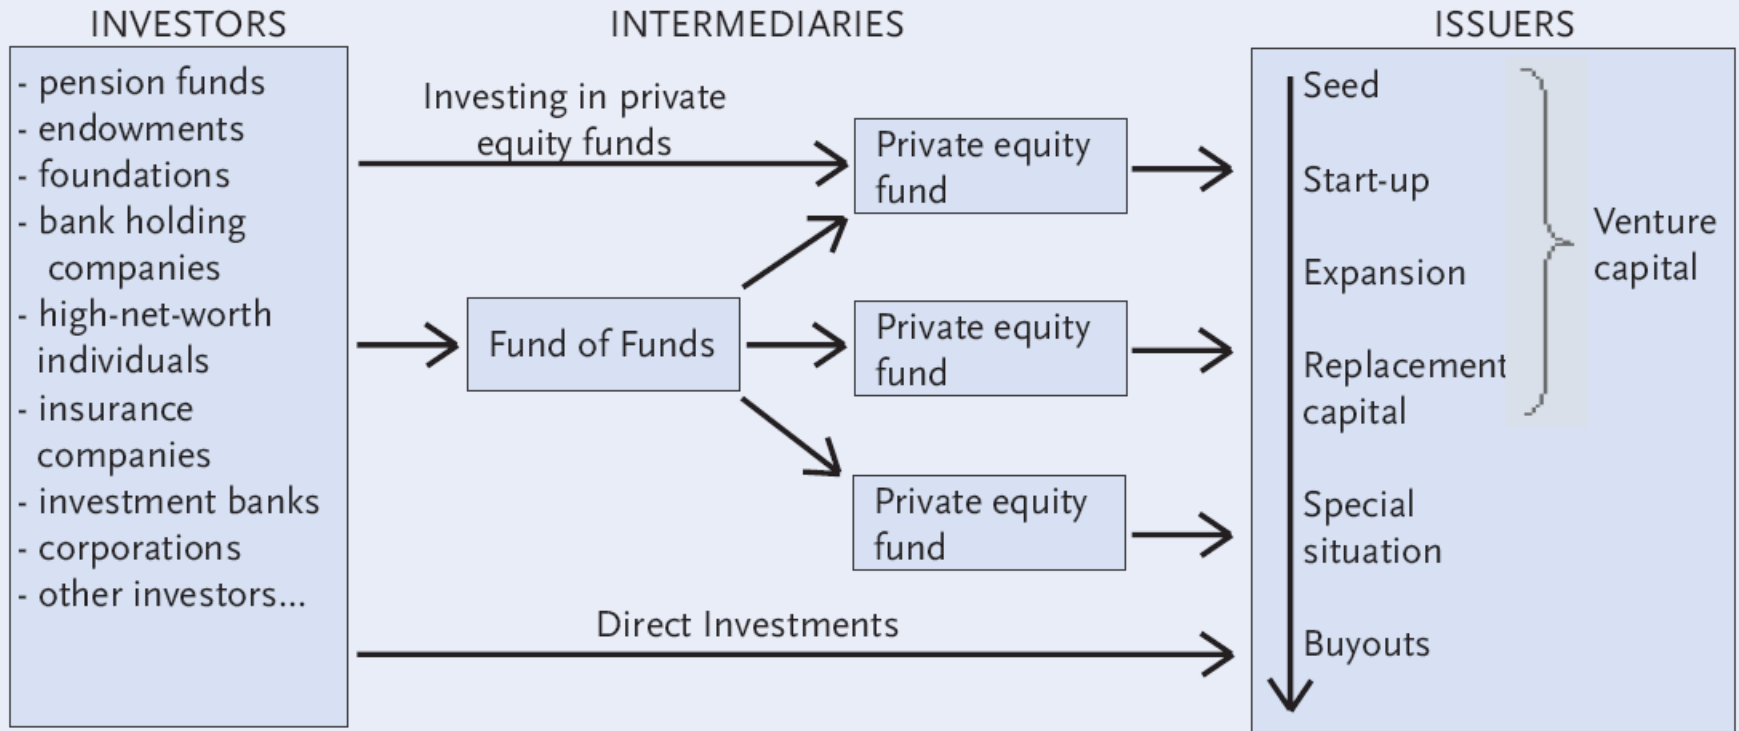 INVESTORS
- pension funds
- endowments
- foundations
- bank holding
companies
- high-net-worth
individuals
- insurance
companies
- investment banks
- corporations
- other investors...
INTERMEDIARIES
Investing in private
equity funds
Private equity
fund
Fund of Funds
Private equity
fund
Private equity
fund
Direct Investments
ISSUERS
Seed
Start-up
Expansion
Replacement
capital
Venture
capital
Special
situation
Buyouts